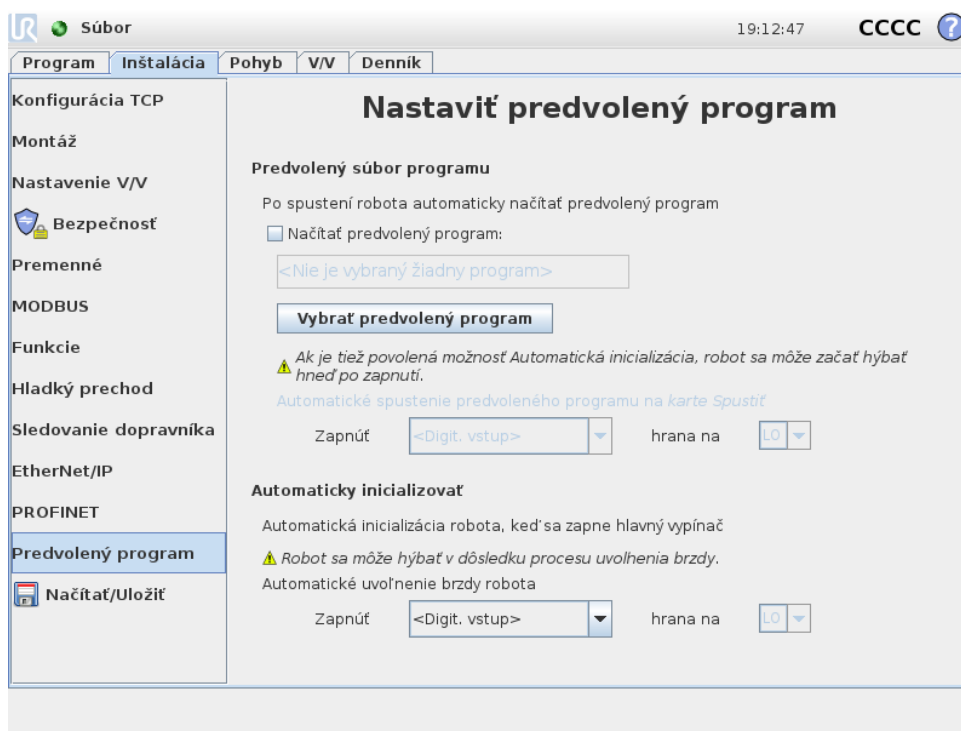 UR Súbor 19:12:47 CCCC ?
Program Inštalácia Pohyb V/V Denník
Konfigurácia TCP
Montáž
Nastavenie V/V
Bezpečnosť
Premenné
MODBUS
Funkcie
Hladký prechod
Sledovanie dopravníka
EtherNet/IP
PROFINET
Predvolený program
Načítať/Uložiť
Nastaviť predvolený program
Predvolený súbor programu
Po spustení robota automaticky načítať predvolený program
Načítať predvolený program:
<Nie je vybraný žiadny program>
Vybrať predvolený program
Ak je tiež povolená možnosť Automatická inicializácia, robot sa môže začať hýbať
hneď po zapnutí.
Automatické spustenie predvoleného programu na karte Spustiť
Zapnúť <Digit. vstup> hrana na LO
Automaticky inicializovať
Automatická inicializácia robota, keď sa zapne hlavný vypínač
Robot sa môže hýbať v dôsledku procesu uvolhenia brzdy.
Automatické uvoľnenie brzdy robota
Zapnúť <Digit. vstup> hrana na LO